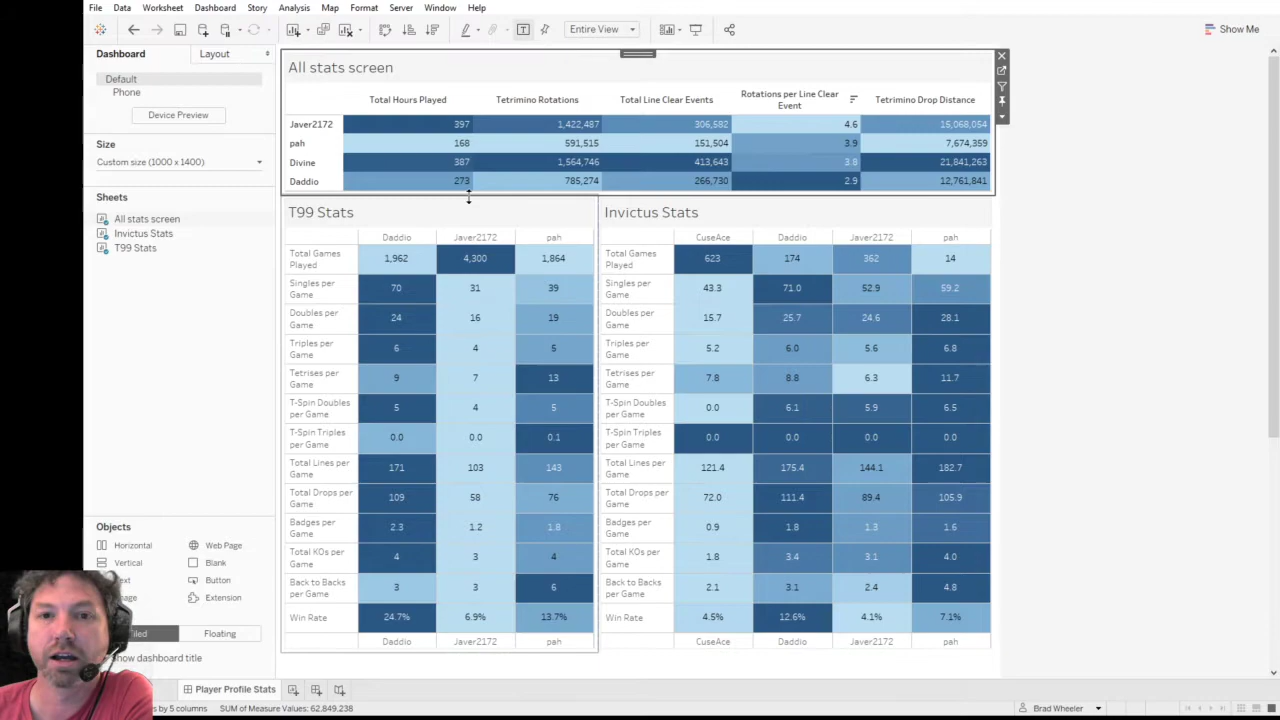 File Data Worksheet Dashboard Story Analysis Map Format Server Window Help
Entire View
Show Me
Dashboard Layout
Default
Phone
Device Preview
Size
Custom size (1000 x 1400)
Sheets
All stats screen
Invictus Stats
T99 Stats
Objects
Horizontal Web Page
Vertical Blank
Button
Extension
Floating
how dashboard title
All stats screen
Total Hours Played Tetrimino Rotations Total Line Clear Events Rotations per Line Clear Event Tetrimino Drop Distance
Javer2172 397 1,422,487 306,582 4.6 15,068,054
pah 168 591,515 151,504 3.9 7,674,359
Divine 387 1,564,746 413,643 3.8 21,841,263
Daddio 273 785,274 266,730 2.9 12,761,841
T99 Stats
Daddio Javer2172 pah
Total Games Played 1,962 4,300 1,864
Singles per Game 70 31 39
Doubles per Game 24 16 19
Triples per Game 6 4 5
Tetrises per Game 9 7 13
T-Spin Doubles per Game 5 4 5
T-Spin Triples per Game 0.0 0.0 0.1
Total Lines per Game 171 103 143
Total Drops per Game 109 58 76
Badges per Game 2.3 1.2 1.8
Total KOs per Game 4 3 4
Back to Backs per Game 3 3 6
Win Rate 24.7% 6.9% 13.7%
Daddio Javer2172 pah
Invictus Stats
CuseAce Daddio Javer2172 pah
Total Games Played 623 174 362 14
Singles per Game 43.3 71.0 52.9 59.2
Doubles per Game 15.7 25.7 24.6 28.1
Triples per Game 5.2 6.0 5.6 6.8
Tetrises per Game 7.8 8.8 6.3 11.7
T-Spin Doubles per Game 0.0 6.1 5.9 6.5
T-Spin Triples per Game 0.0 0.0 0.0 0.0
Total Lines per Game 121.4 175.4 144.1 182.7
Total Drops per Game 72.0 111.4 89.4 105.9
Badges per Game 0.9 1.8 1.3 1.6
Total KOs per Game 1.8 3.4 3.1 4.0
Back to Backs per Game 2.1 3.1 2.4 4.8
Win Rate 4.5% 12.6% 4.1% 7.1%
CuseAce Daddio Javer2172 pah
Player Profile Stats
s by 5 columns SUM of Measure Values: 62,849,238
Brad Wheeler